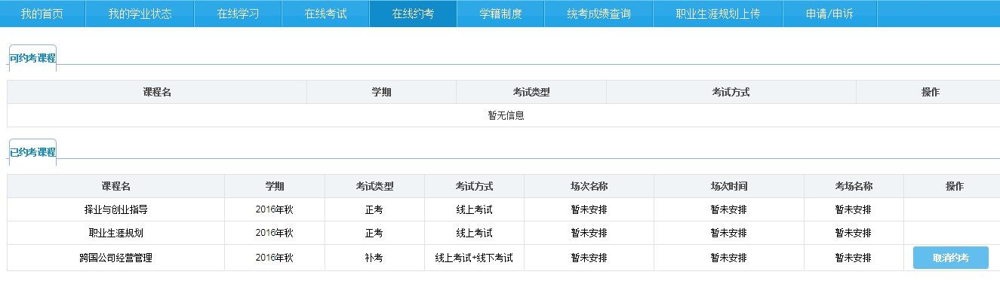 我的首页 我的学业状态 在线学习 在线考试 在线约考 学籍制度 统考成绩查询 职业生涯规划上传 申请/申诉
可约考课程
课程名 学期 考试类型 考试方式 操作
暂无信息
已约考课程
课程名 学期 考试类型 考试方式 场次名称 场次时间 考场名称 操作
择业与创业指导 2016年秋 正考 线上考试 暂未安排 暂未安排 暂未安排
职业生涯规划 2016年秋 正考 线上考试 暂未安排 暂未安排 暂未安排
跨国公司经营管理 2016年秋 补考 线上考试+线下考试 暂未安排 暂未安排 暂未安排 取消约考